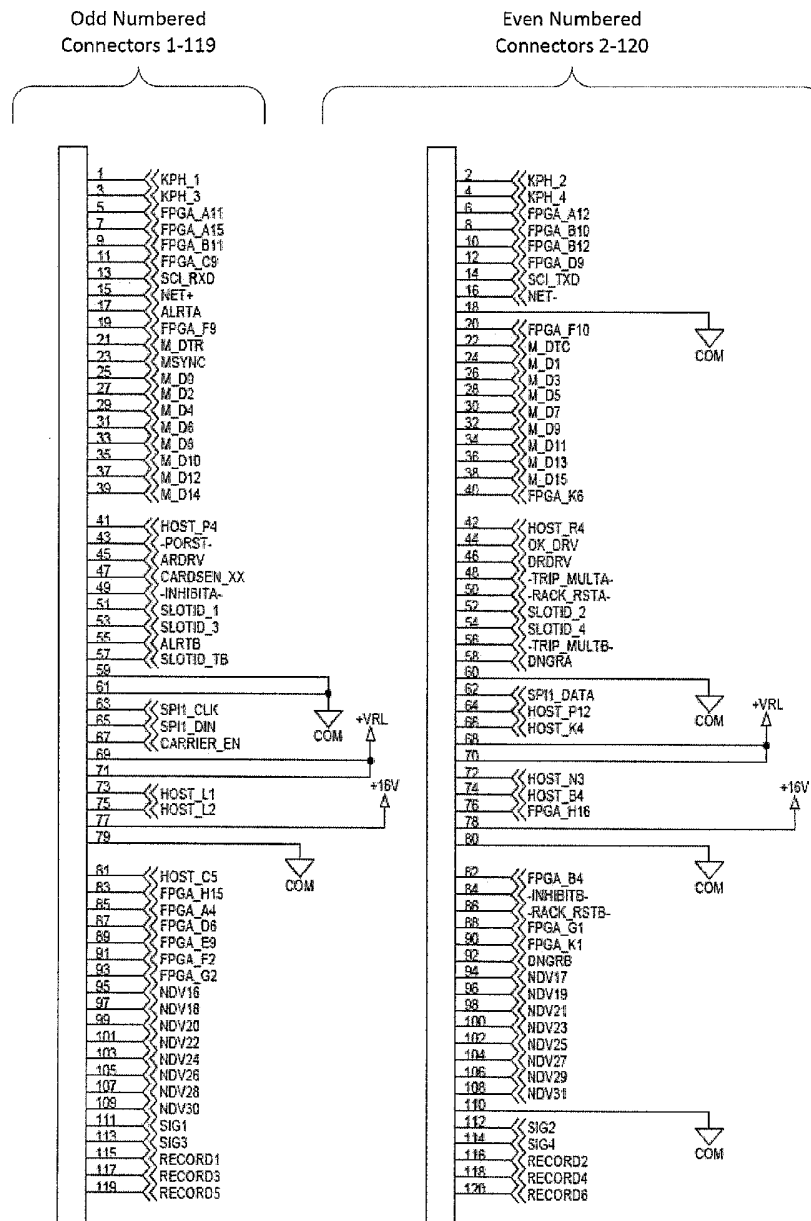 Odd Numbered
Connectors 1-119
1 KPH_1
3 KPH_3
5 FPGA_A11
7 FPGA_A15
9 FPGA_B11
11 FPGA_C9
13 SCI_RXD
15 NET+
17 ALRTA
19 FPGA_F9
21 M_DTR
23 MSYNC
25 M_D0
27 M_D2
29 M_D4
31 M_D6
33 M_D9
35 M_D10
37 M_D12
39 M_D14
41 HOST_P4
43 -PORST-
45 ARDRV
47 CARDSEN_XX
49 -INHIBITA-
51 SLOTID_1
53 SLOTID_3
55 ALRTB
57 SLOTID_TB
59
61
63 SPI1_CLK
65 SPI1_DIN
67 CARRIER_EN
COM
+VRL
69
71
73 HOST_L1
75 HOST_L2
+16V
77
79
COM
81 HOST_C5
83 FPGA_H15
85 FPGA_A4
87 FPGA_D6
89 FPGA_E9
91 FPGA_F2
93 FPGA_G2
95 NDV16
97 NDV18
99 NDV20
101 NDV22
103 NDV24
105 NDV26
107 NDV28
109 NDV30
111 SIG1
113 SIG3
115 RECORD1
117 RECORD3
119 RECORD5
Even Numbered
Connectors 2-120
2 KPH_2
4 KPH_4
6 FPGA_A12
8 FPGA_B10
10 FPGA_B12
12 FPGA_D9
14 SCI_TXD
16 NET-
18
COM
20 FPGA_F10
22 M_DTC
24 M_D1
26 M_D3
28 M_D5
30 M_D7
32 M_D9
34 M_D11
36 M_D13
38 M_D15
40 FPGA_K6
42 HOST_R4
44 OK_DRV
46 DRDRV
48 -TRIP_MULTA-
50 -RACK_RSTA-
52 SLOTID_2
54 SLOTID_4
56 -TRIP_MULTB-
58 DNGRA
60
COM
62 SPI1_DATA
64 HOST_P12
66 HOST_K4
+VRL
68
70
72 HOST_N3
74 HOST_B4
76 FPGA_H16
+16V
78
80
COM
82 FPGA_B4
84 -INHIBITB-
86 -RACK_RSTB-
88 FPGA_G1
90 FPGA_K1
92 DNGRB
94 NDV17
96 NDV19
98 NDV21
100 NDV23
102 NDV25
104 NDV27
106 NDV29
108 NDV31
110
COM
112 SIG2
114 SIG4
116 RECORD2
118 RECORD4
120 RECORD6